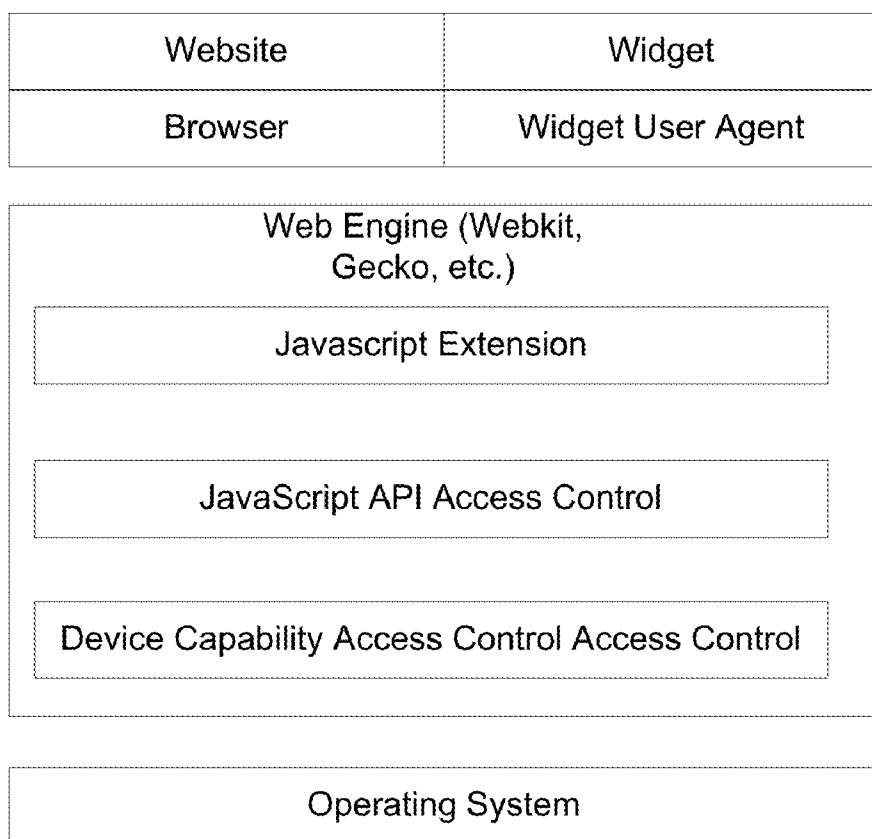 Website
Widget
Browser
Widget User Agent
Web Engine (Webkit,
Gecko, etc.)
Javascript Extension
JavaScript API Access Control
Device Capability Access Control Access Control
Operating System